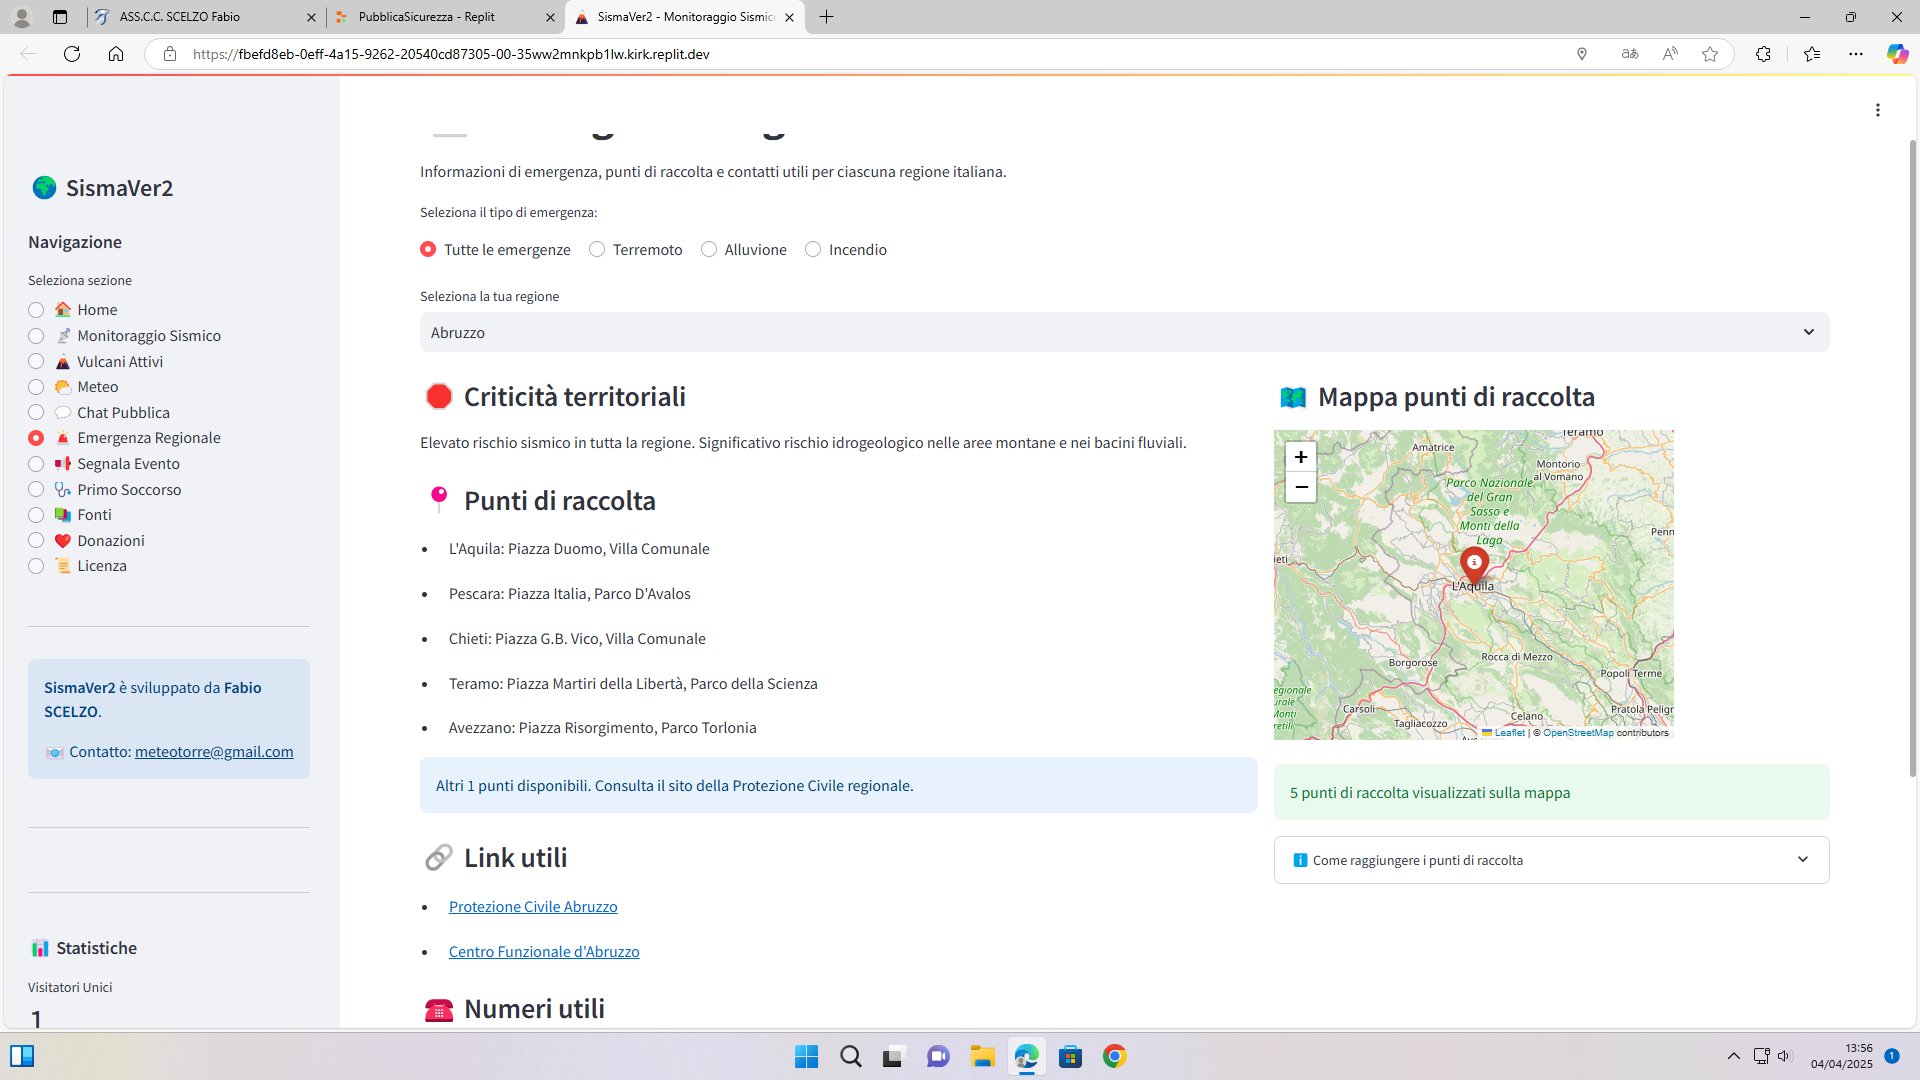 ASS.C.C. SCELZO Fabio
PubblicaSicurezza - Replit
SismaVer2 - Monitoraggio Sismic
https://fbefd8eb-0eff-4a15-9262-20540cd87305-00-35ww2mnkpb1lw.kirk.replit.dev
SismaVer2
Navigazione
Seleziona sezione
Home
Monitoraggio Sismico
Vulcani Attivi
Meteo
Chat Pubblica
Emergenza Regionale
Segnala Evento
Primo Soccorso
Fonti
Donazioni
Licenza
SismaVer2 è sviluppato da Fabio
SCELZO.
Contatto: meteotorre@gmail.com
Statistiche
Visitatori Unici
1
Informazioni di emergenza, punti di raccolta e contatti utili per ciascuna regione italiana.
Seleziona il tipo di emergenza:
Tutte le emergenze Terremoto Alluvione Incendio
Seleziona la tua regione
Abruzzo
Criticità territoriali
Elevato rischio sismico in tutta la regione. Significativo rischio idrogeologico nelle aree montane e nei bacini fluviali.
Punti di raccolta
L'Aquila: Piazza Duomo, Villa Comunale
Pescara: Piazza Italia, Parco D'Avalos
Chieti: Piazza G.B. Vico, Villa Comunale
Teramo: Piazza Martiri della Libertà, Parco della Scienza
Avezzano: Piazza Risorgimento, Parco Torlonia
Altri 1 punti disponibili. Consulta il sito della Protezione Civile regionale.
Link utili
Protezione Civile Abruzzo
Centro Funzionale d'Abruzzo
Numeri utili
Mappa punti di raccolta
+
−
Teramo
Amatrice
Montorio
al Vomano
Parco Nazionale
del Gran
Sasso e
Monti della
Laga
Penn
ieti
L'Aquila
Rocca di Mezzo
Borgorose
Popoli Terme
egionale
urale
Monti
retili
Carsoli
Tagliacozzo
Celano
Pratola Pelign
Leaflet | © OpenStreetMap contributors
5 punti di raccolta visualizzati sulla mappa
Come raggiungere i punti di raccolta
13:56
04/04/2025
1